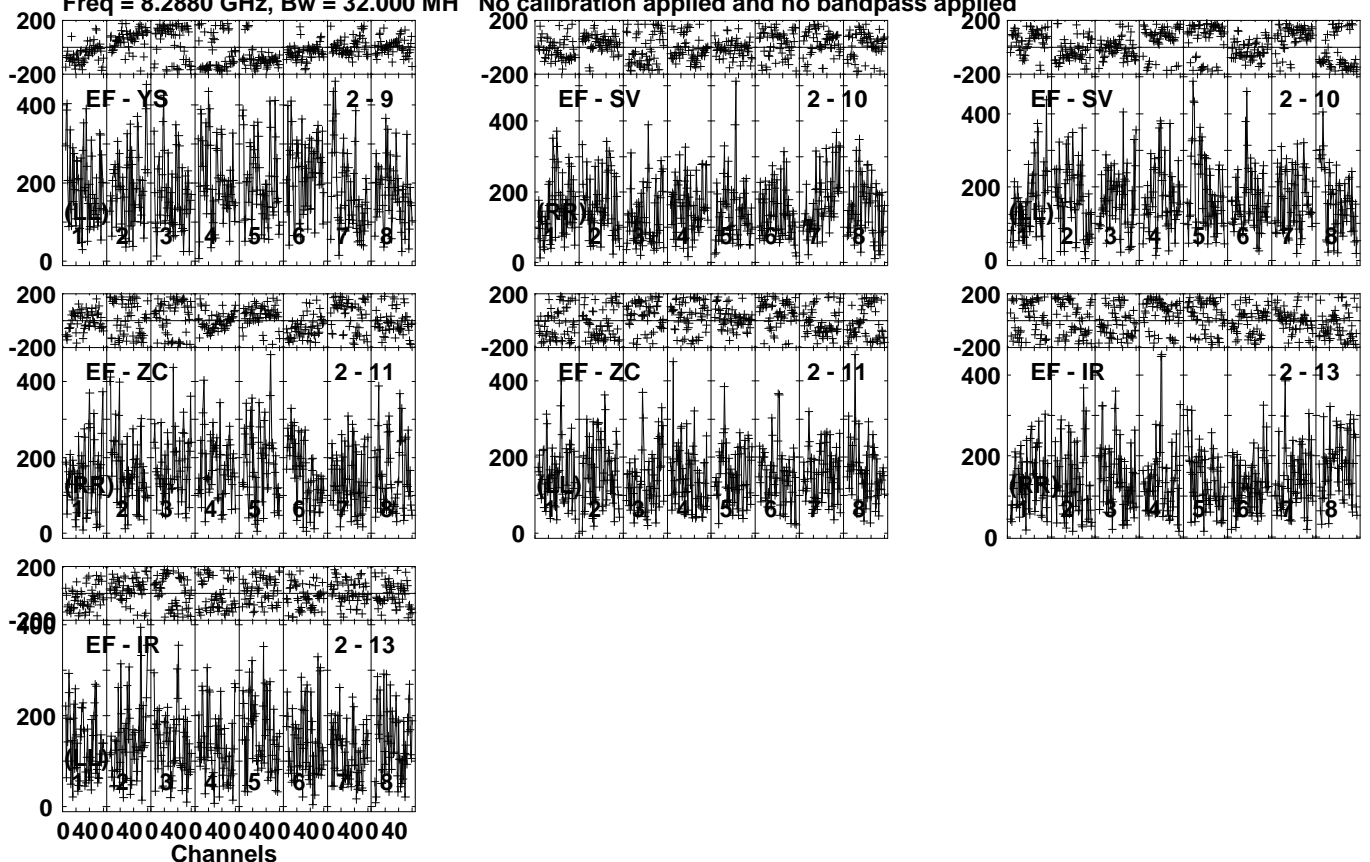 Freq = 8.2880 GHz, Bw = 32.000 MH No calibration applied and no bandpass applied
200
-200
EF - YS 2 - 9
400
200
(LL)
1 2 3 4 5 6 7 8
0
200
-200
EF - SV 2 - 10
400
200
(RR)
1 2 3 4 5 6 7 8
0
200
-200
EF - SV 2 - 10
400
200
(LL)
1 2 3 4 5 6 7 8
0
200
-200
EF - ZC 2 - 11
400
200
(RR)
1 2 3 4 5 6 7 8
0
200
-200
EF - ZC 2 - 11
400
200
(LL)
1 2 3 4 5 6 7 8
0
200
-200
EF - IR 2 - 13
400
200
(RR)
1 2 3 4 5 6 7 8
0
200
-200
400
EF - IR 2 - 13
200
(LL)
1 2 3 4 5 6 7 8
0
0 40 0 40 0 40 0 40 0 40 0 40 0 40 0 40
Channels